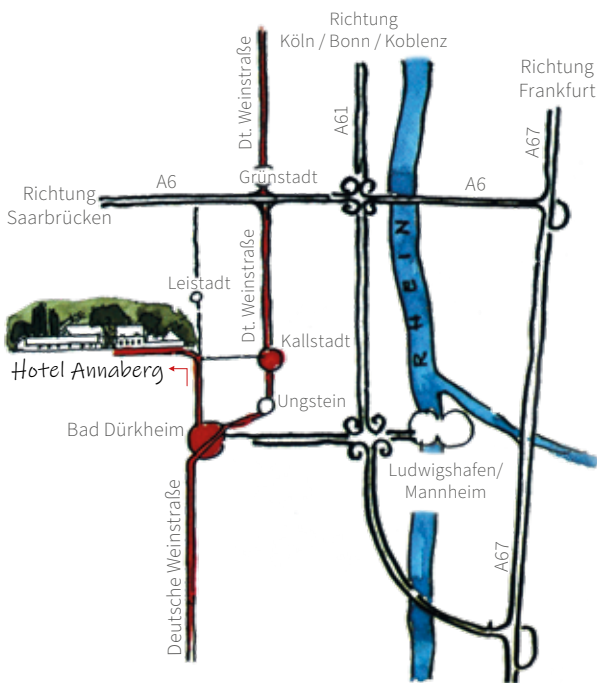 Richtung
Köln / Bonn / Koblenz
Richtung
Frankfurt
Dt. Weinstraße
A61
A67
A6
Grünstadt
A6
Richtung
Saarbrücken
RHEIN
Dt. Weinstraße
Leistadt
Kallstadt
Hotel Annaberg
Ungstein
Bad Dürkheim
Ludwigshafen/
Mannheim
Deutsche Weinstraße
A67